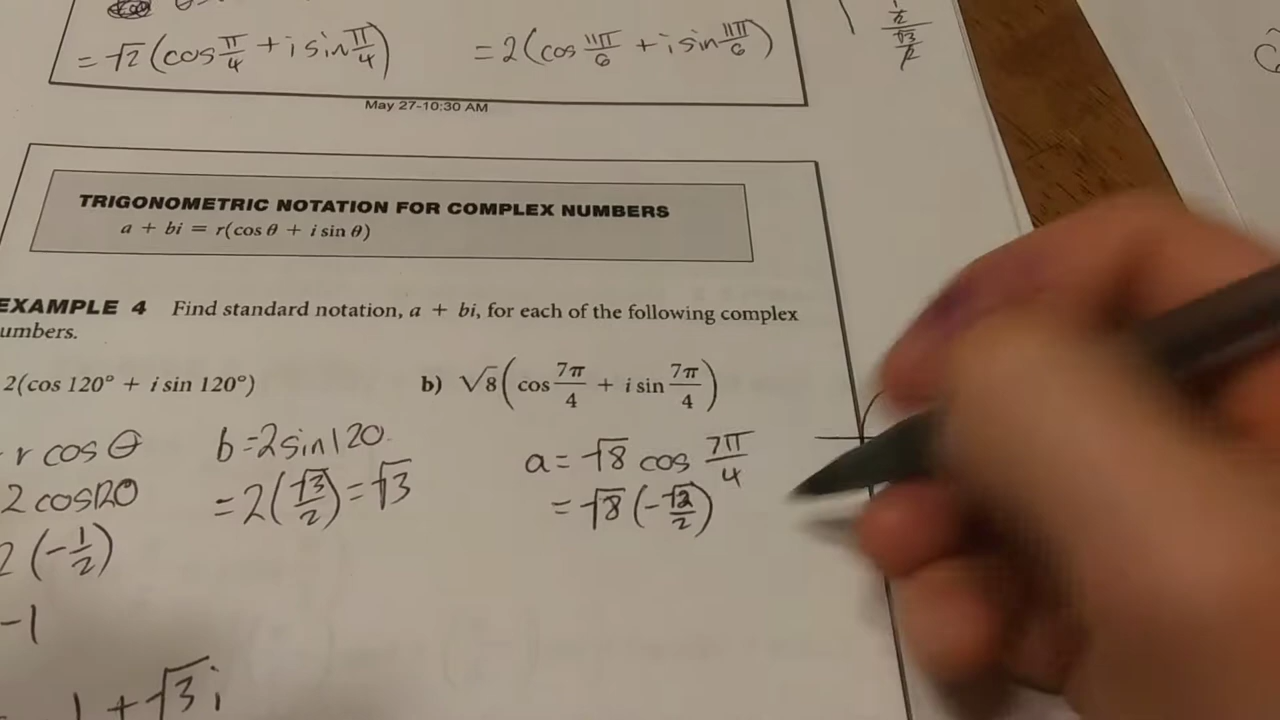 = √2 (cos π/4 + i sin π/4)
= 2 (cos 11π/6 + i sin 11π/6)
May 27-10:30 AM
TRIGONOMETRIC NOTATION FOR COMPLEX NUMBERS
a + bi = r(cos θ + i sin θ)
EXAMPLE 4 Find standard notation, a + bi, for each of the following complex
umbers.
2(cos 120° + i sin 120°)
b) √8(cos 7π/4 + i sin 7π/4)
r cos θ
2 cos 120
2 (-1/2)
-1
b = 2 sin 120
= 2 (√3/2) = √3
a = √8 cos 7π/4
= √8 (-√2/2)
1 + √3 i